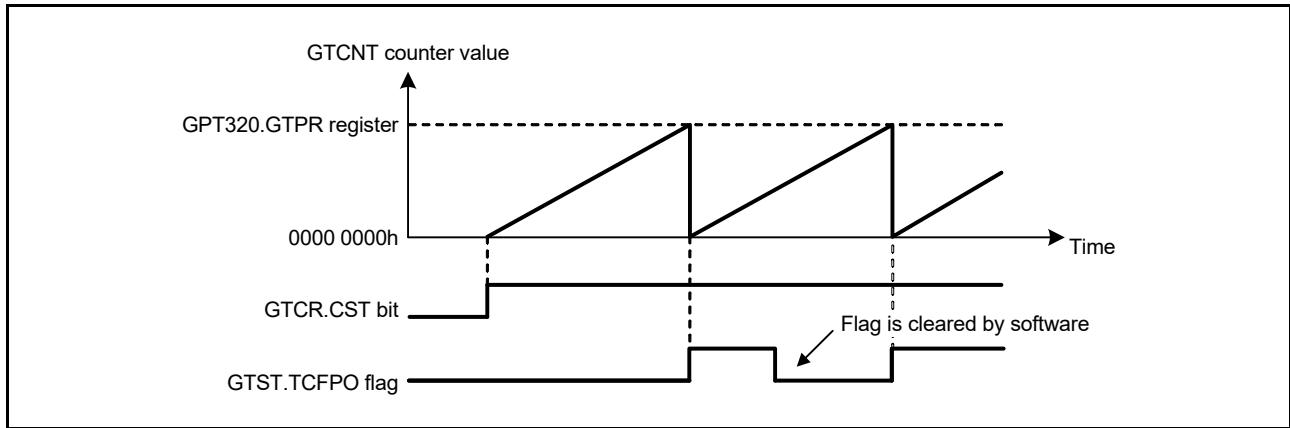 GTCNT counter value
GPT320.GTPR register
0000 0000h
Time
GTCR.CST bit
Flag is cleared by software
GTST.TCFPO flag